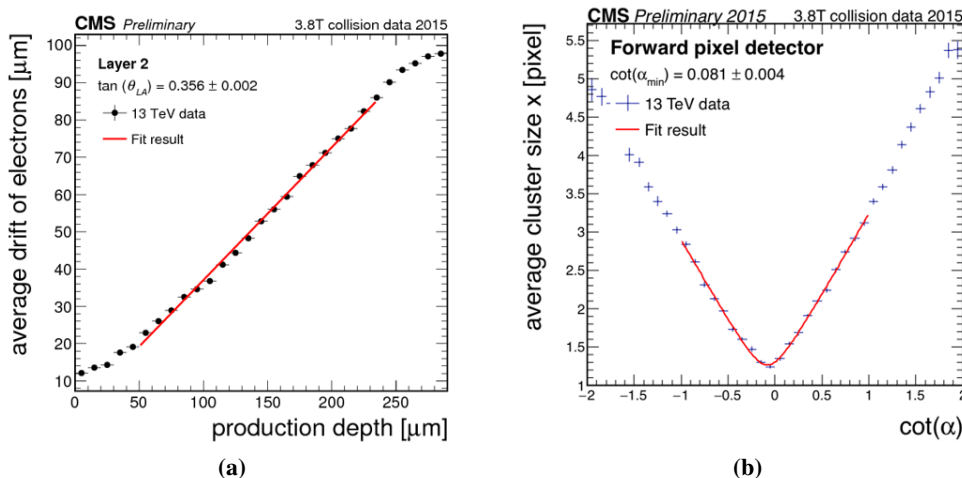 CMS Preliminary 3.8T collision data 2015
Layer 2
tan (θLA) = 0.356 ± 0.002
13 TeV data
Fit result
average drift of electrons [μm]
100
90
80
70
60
50
40
30
20
10
0 50 100 150 200 250
production depth [μm]
(a)
CMS Preliminary 2015 3.8T collision data 2015
Forward pixel detector
cot(αmin) = 0.081 ± 0.004
13 TeV data
Fit result
average cluster size x [pixel]
5.5
5
4.5
4
3.5
3
2.5
2
1.5
1
−2 −1.5 −1 −0.5 0 0.5 1 1.5 2
cot(α)
(b)